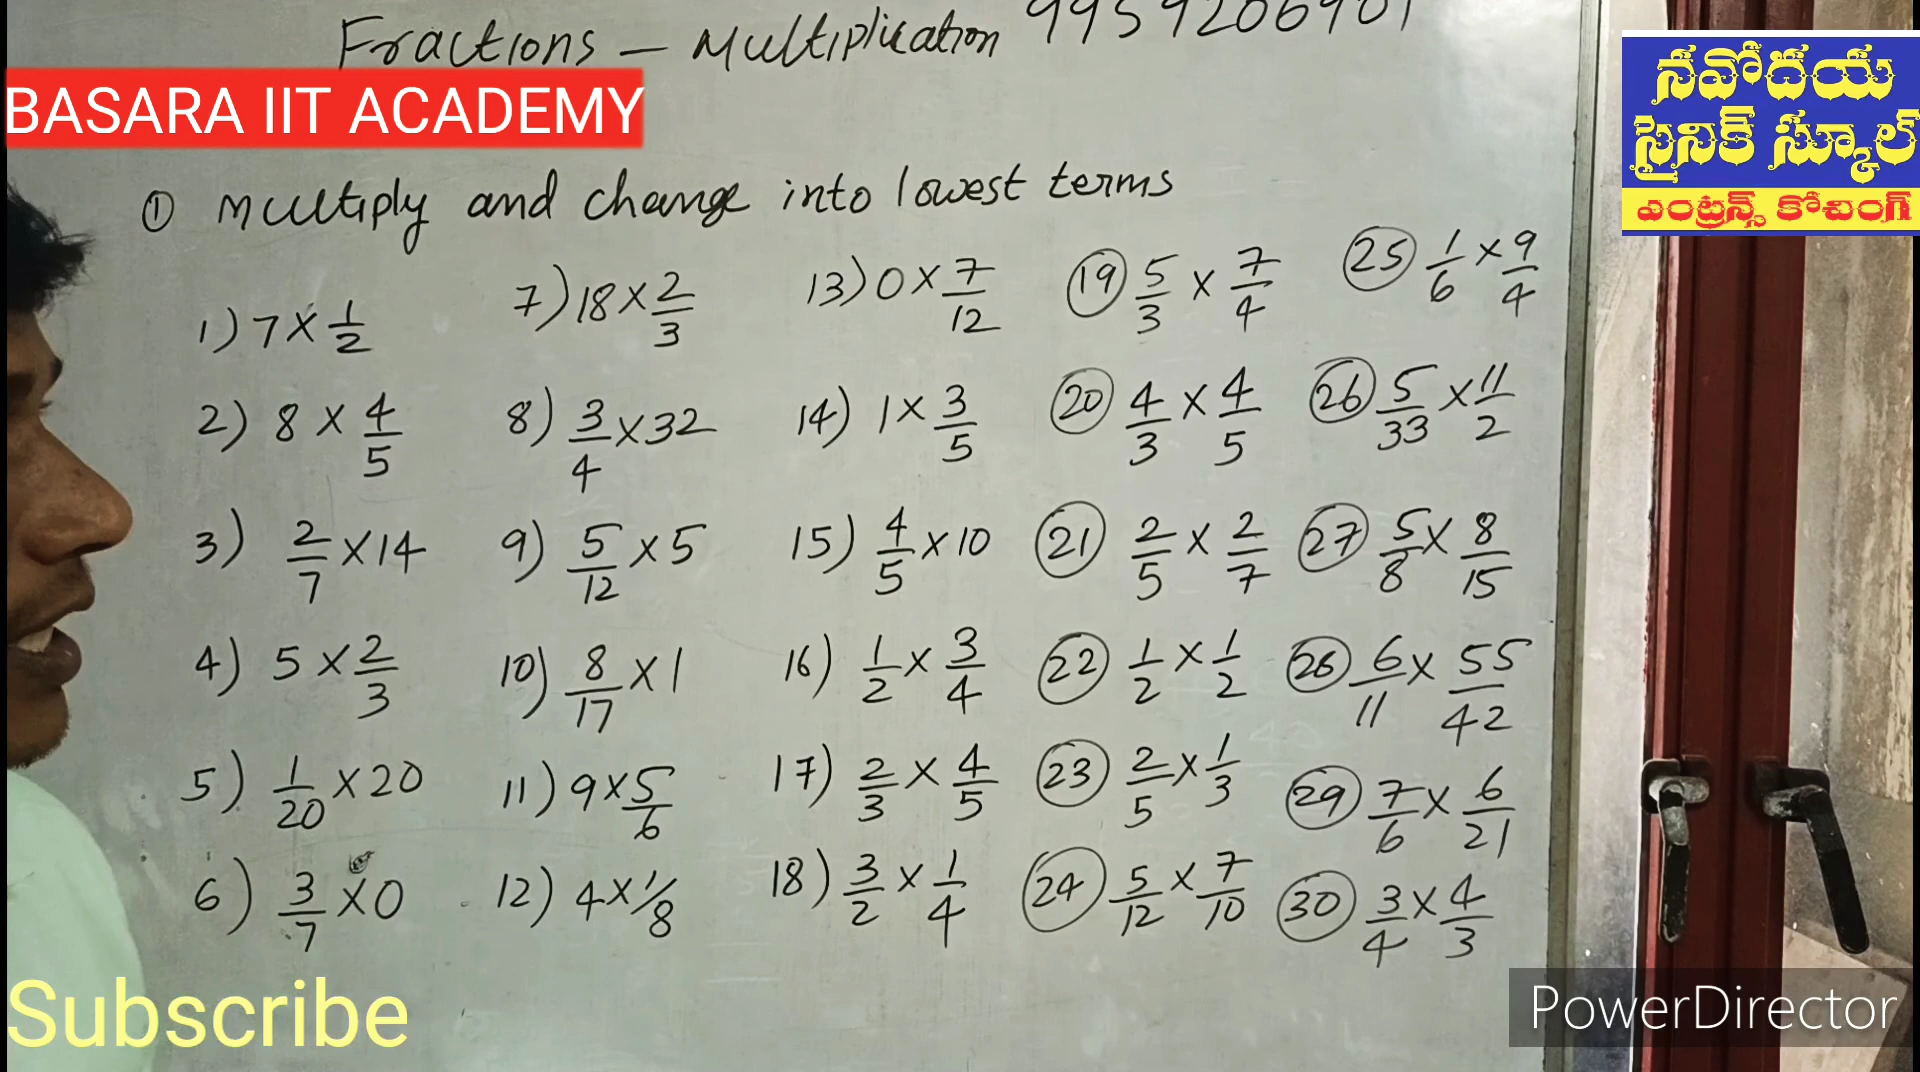 Fractions – Multiplication
BASARA IIT ACADEMY
నవోదయ
సైనిక్ స్కూల్
ఎంట్రన్స్ కోచింగ్
① Multiply and change into lowest terms
1) 7 × 1/2
2) 8 × 4/5
3) 2/7 × 14
4) 5 × 2/3
5) 1/20 × 20
6) 3/7 × 0
7) 18 × 2/3
8) 3/4 × 32
9) 5/12 × 5
10) 8/17 × 1
11) 9 × 5/6
12) 4 × 1/8
13) 0 × 7/12
14) 1 × 3/5
15) 4/5 × 10
16) 1/2 × 3/4
17) 2/3 × 4/5
18) 3/2 × 1/4
⑲ 5/3 × 7/4
⑳ 4/3 × 4/5
㉑ 2/5 × 2/7
㉒ 1/2 × 1/2
㉓ 2/5 × 1/3
㉔ 5/12 × 7/10
㉕ 1/6 × 9/4
㉖ 5/33 × 11/2
㉗ 5/8 × 8/15
㉘ 6/11 × 55/42
㉙ 7/6 × 6/21
㉚ 3/4 × 4/3
Subscribe
PowerDirector